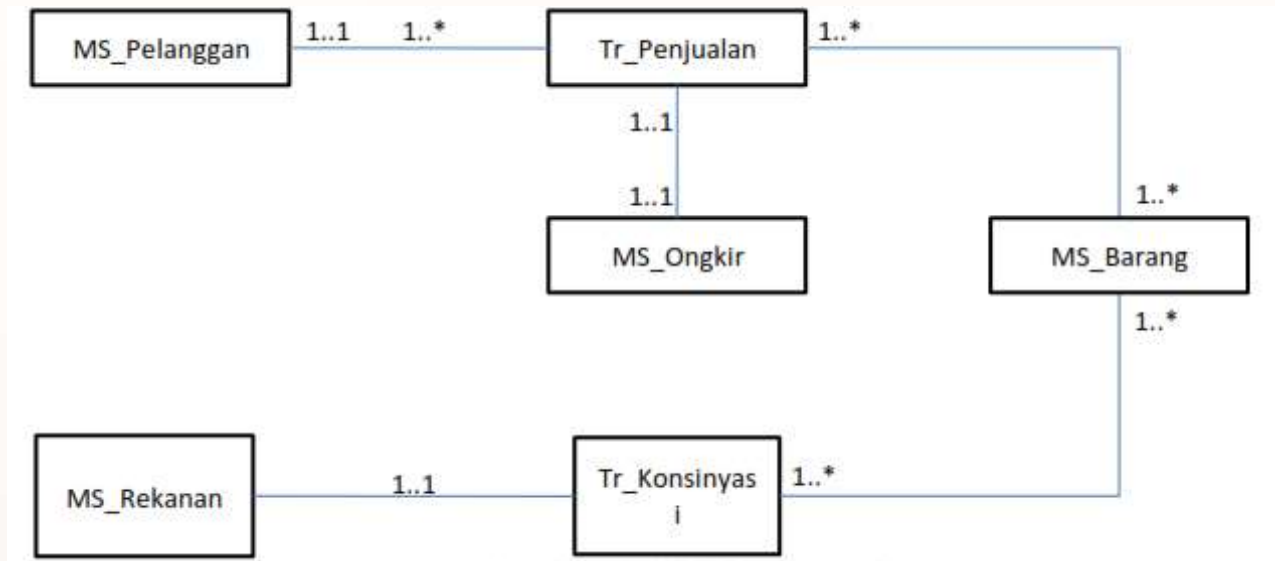 MS_Pelanggan
1..1
1..*
Tr_Penjualan
1..*
1..1
1..1
1..*
MS_Ongkir
MS_Barang
1..*
MS_Rekanan
1..1
Tr_Konsinyas
i
1..*